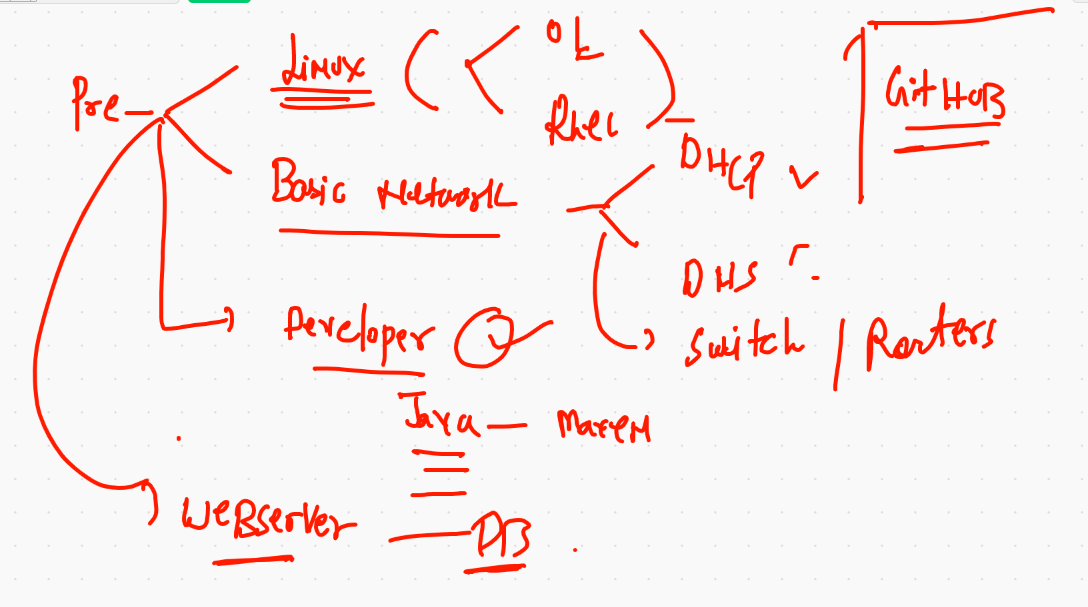 Pre
Linux
OL
Rhel
GitHUB
Basic Network
DHCP
DNS
Switch / Routers
Developer
Java - Maven
WEBserver - DB